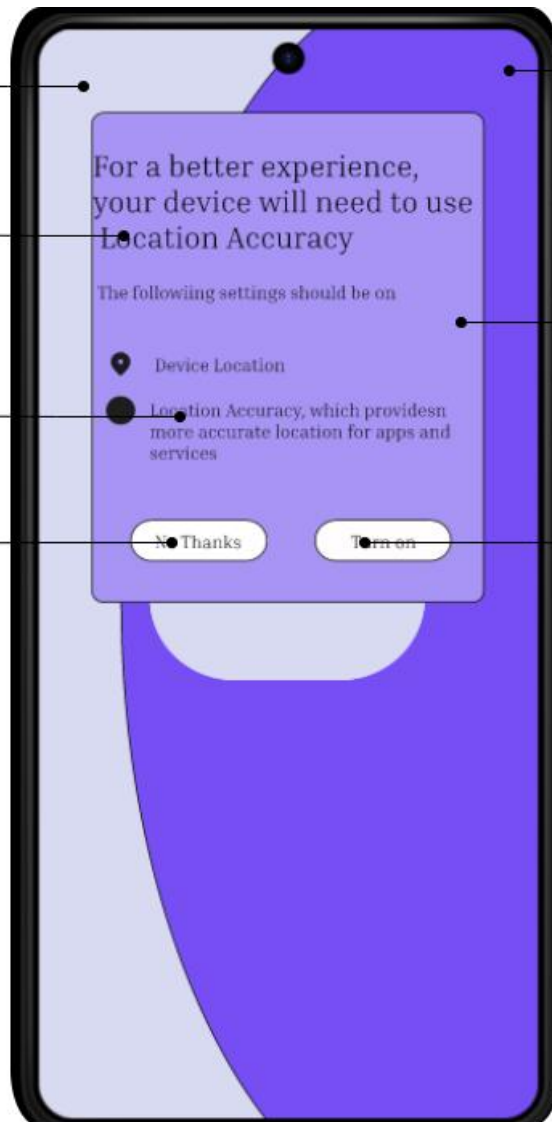 For a better experience,
your device will need to use
Location Accuracy
The followiing settings should be on
Device Location
Location Accuracy, which providesn
more accurate location for apps and
services
No Thanks
Turn on